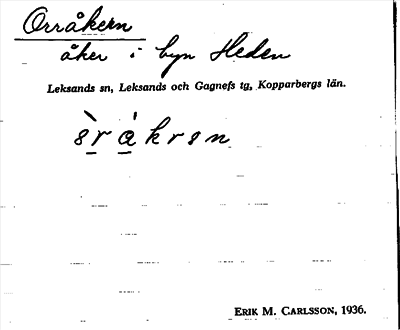 Orråkern
åker i byn Heden
Leksands sn, Leksands och Gagnefs tg, Kopparbergs län.
ERIK M. CARLSSON, 1936.